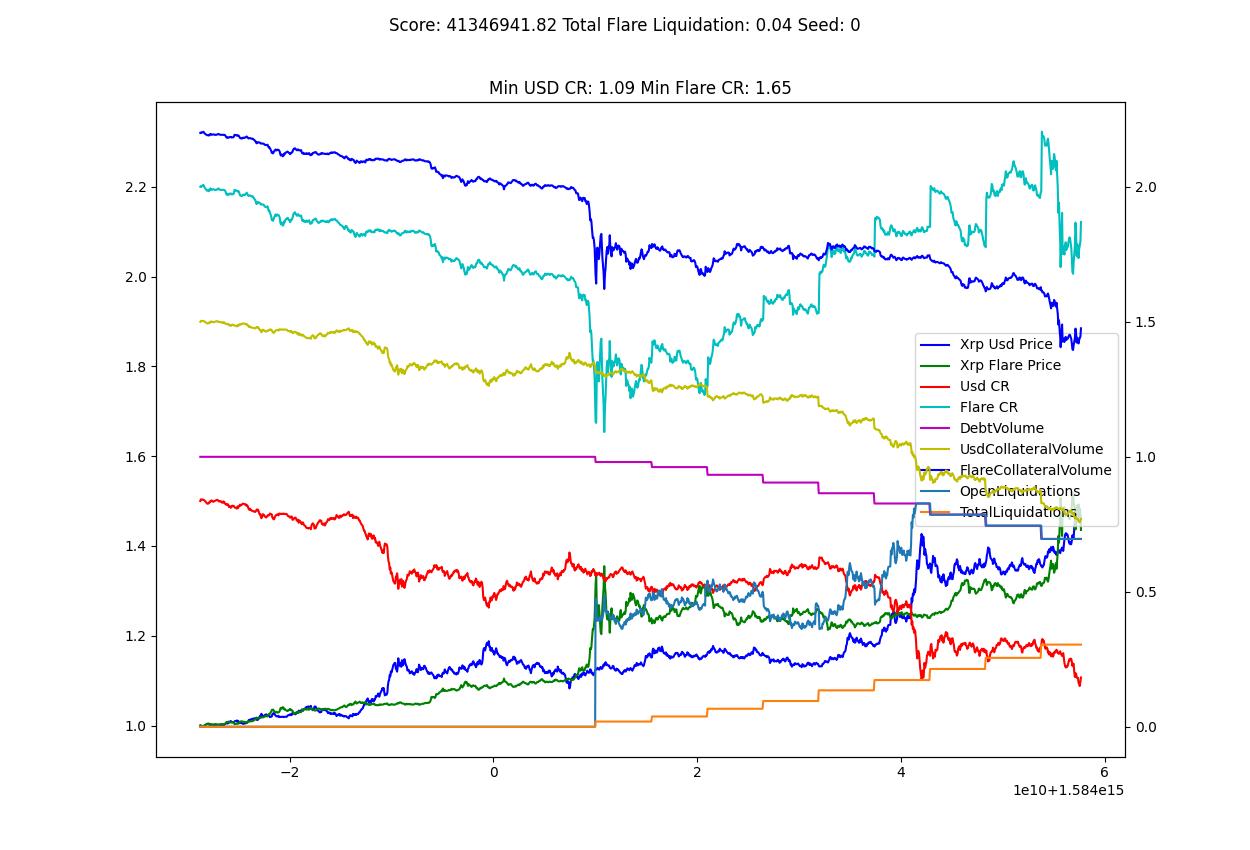 Score: 41346941.82 Total Flare Liquidation: 0.04 Seed: 0
Min USD CR: 1.09 Min Flare CR: 1.65
2.2
2.0
1.8
1.6
1.4
1.2
1.0
2.0
1.5
1.0
0.5
0.0
Xrp Usd Price
Xrp Flare Price
Usd CR
Flare CR
DebtVolume
UsdCollateralVolume
FlareCollateralVolume
OpenLiquidations
TotalLiquidations
−2
0
2
4
6
1e10+1.584e15